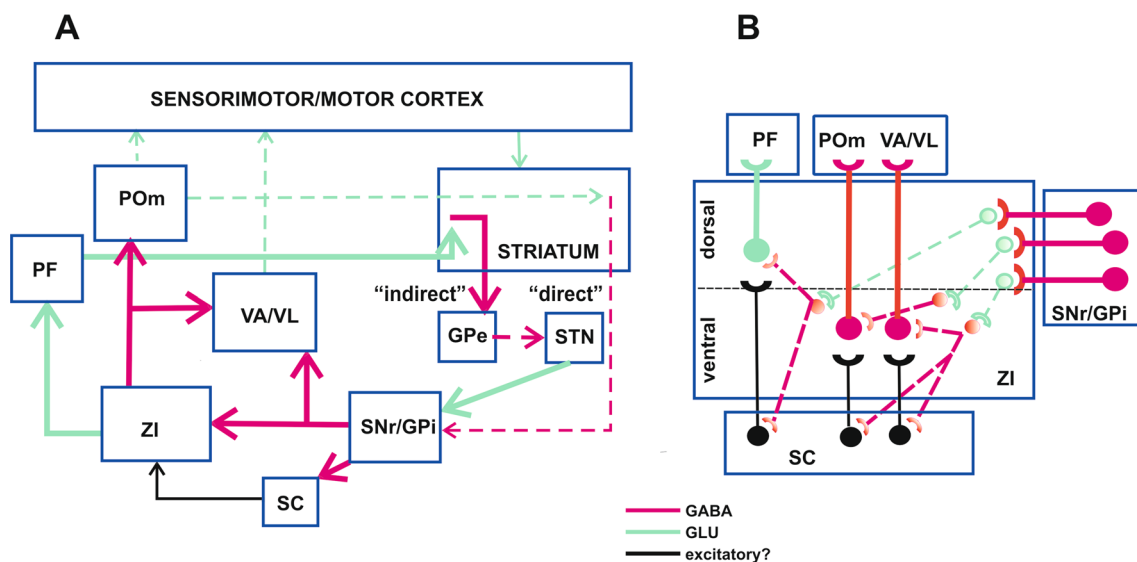 A
SENSORIMOTOR/MOTOR CORTEX
POm
STRIATUM
PF
VA/VL
"indirect"
"direct"
GPe
STN
ZI
SNr/GPi
SC
B
PF
POm
VA/VL
dorsal
ventral
SNr/GPi
ZI
SC
GABA
GLU
excitatory?